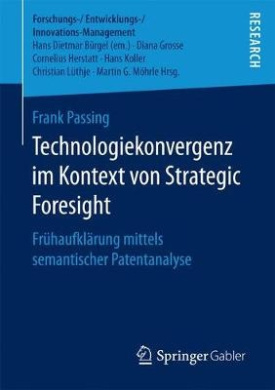 Forschungs-/ Entwicklungs-/
Innovations-Management
Hans Dietmar Bürgel (em.) · Diana Grosse
Cornelius Herstatt · Hans Koller
Christian Lüthje · Martin G. Möhrle Hrsg.
RESEARCH
Frank Passing
Technologiekonvergenz
im Kontext von Strategic
Foresight
Frühaufklärung mittels
semantischer Patentanalyse
Springer Gabler